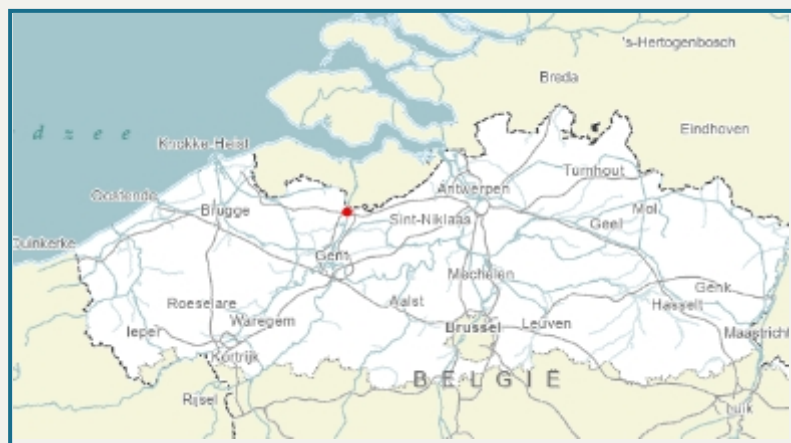 's-Hertogenbosch
Breda
d z e e
Eindhoven
Knokke-Heist
Turnhout
Oostende
Antwerpen
Brugge
Mol
Sint-Niklaas
Geel
Duinkerke
Gent
Mechelen
Genk
Roeselare
Aalst
Hasselt
Waregem
Brussel
Leuven
Ieper
Maastricht
Kortrijk
BELGIË
Rijsel
Luik